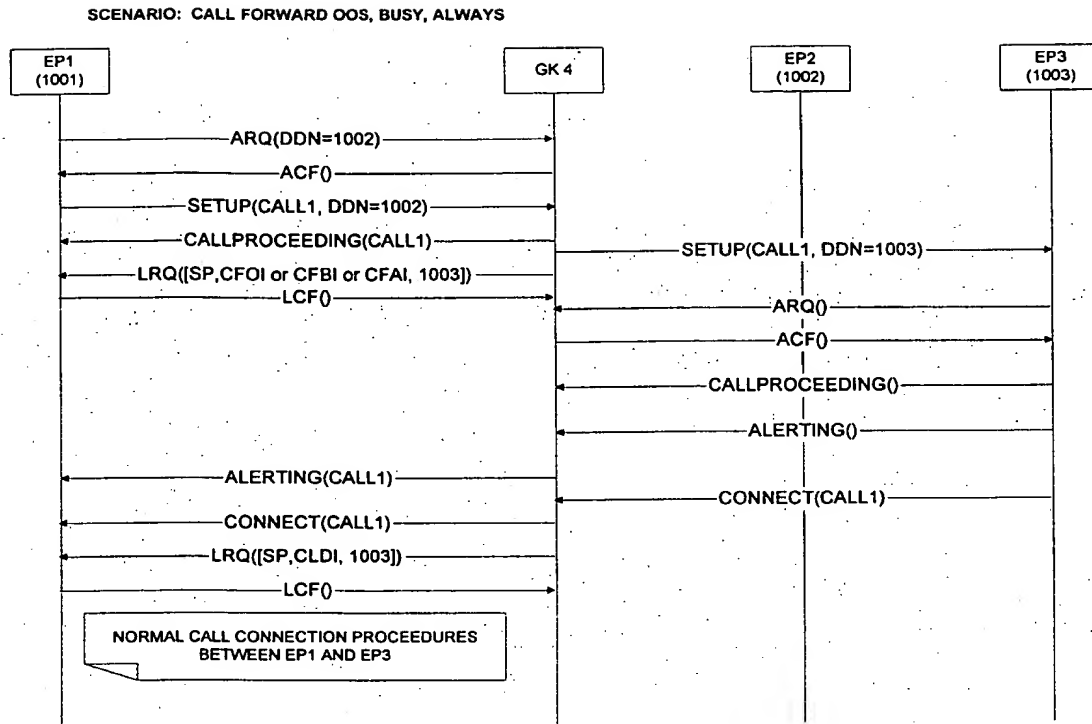 SCENARIO: CALL FORWARD OOS, BUSY, ALWAYS
EP1
(1001)
GK 4
EP2
(1002)
EP3
(1003)
ARQ(DDN=1002)
ACF()
SETUP(CALL1, DDN=1002)
CALLPROCEEDING(CALL1)
SETUP(CALL1, DDN=1003)
LRQ([SP,CFOI or CFBI or CFAI, 1003])
LCF()
ARQ()
ACF()
CALLPROCEEDING()
ALERTING()
ALERTING(CALL1)
CONNECT(CALL1)
CONNECT(CALL1)
LRQ([SP,CLDI, 1003])
LCF()
NORMAL CALL CONNECTION PROCEEDURES
BETWEEN EP1 AND EP3